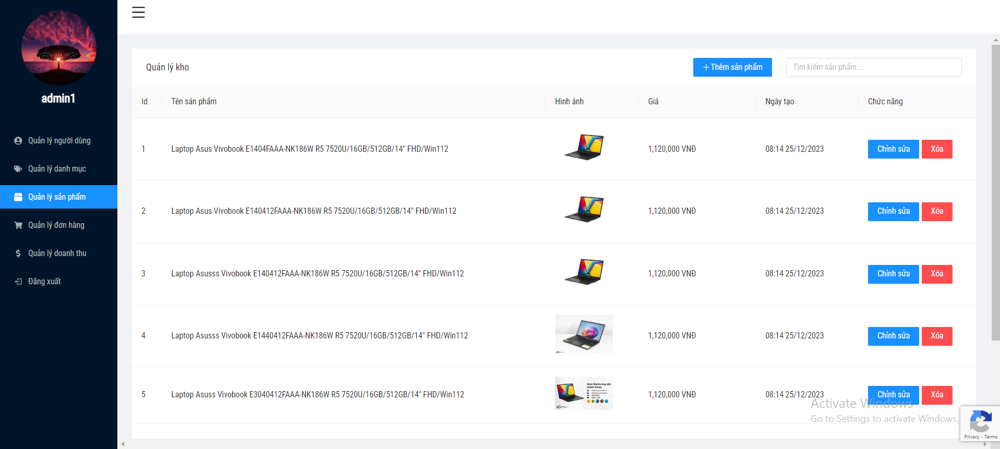 admin1
Quản lý người dùng
Quản lý danh mục
Quản lý sản phẩm
Quản lý đơn hàng
Quản lý doanh thu
Đăng xuất
Quản lý kho
Thêm sản phẩm
Tìm kiếm sản phẩm...
Id Tên sản phẩm Hình ảnh Giá Ngày tạo Chức năng
1 Laptop Asus Vivobook E1404FAAA-NK186W R5 7520U/16GB/512GB/14" FHD/Win112 1,120,000 VNĐ 08:14 25/12/2023 Chỉnh sửa Xóa
2 Laptop Asus Vivobook E140412FAAA-NK186W R5 7520U/16GB/512GB/14" FHD/Win112 1,120,000 VNĐ 08:14 25/12/2023 Chỉnh sửa Xóa
3 Laptop Asusss Vivobook E140412FAAA-NK186W R5 7520U/16GB/512GB/14" FHD/Win112 1,120,000 VNĐ 08:14 25/12/2023 Chỉnh sửa Xóa
4 Laptop Asusss Vivobook E1440412FAAA-NK186W R5 7520U/16GB/512GB/14" FHD/Win112 1,120,000 VNĐ 08:14 25/12/2023 Chỉnh sửa Xóa
Hoàn thành công việc
nhanh chóng
5 Laptop Asuss Vivobook E3040412FAAA-NK186W R5 7520U/16GB/512GB/14" FHD/Win112 1,120,000 VNĐ 08:14 25/12/2023 Chỉnh sửa Xóa
Activate Windows
Go to Settings to activate Windows.
Privacy - Terms